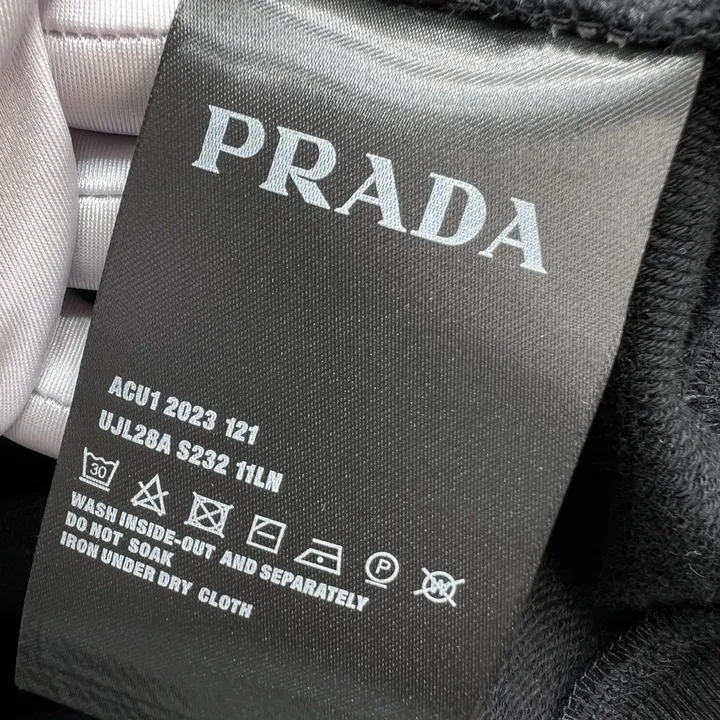 PRADA
ACU1 2023 121
UJL28A S232 11LN
30
P
W
WASH INSIDE-OUT AND SEPARATELY
DO NOT SOAK
IRON UNDER DRY CLOTH